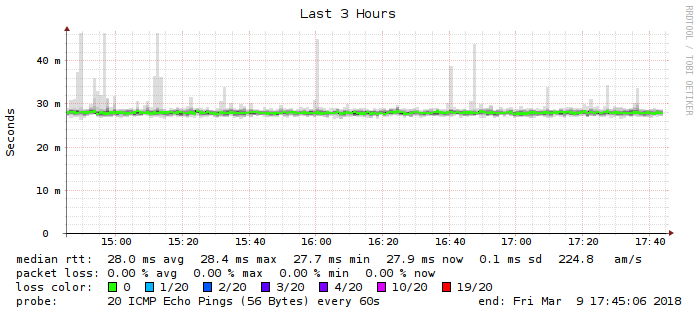 Last 3 Hours
RRDTOOL / TOBI OETIKER
Seconds
40 m
30 m
20 m
10 m
0
15:00 15:20 15:40 16:00 16:20 16:40 17:00 17:20 17:40
median rtt: 28.0 ms avg 28.4 ms max 27.7 ms min 27.9 ms now 0.1 ms sd 224.8 am/s
packet loss: 0.00 % avg 0.00 % max 0.00 % min 0.00 % now
loss color: 0 1/20 2/20 3/20 4/20 10/20 19/20
probe: 20 ICMP Echo Pings (56 Bytes) every 60s end: Fri Mar 9 17:45:06 2018